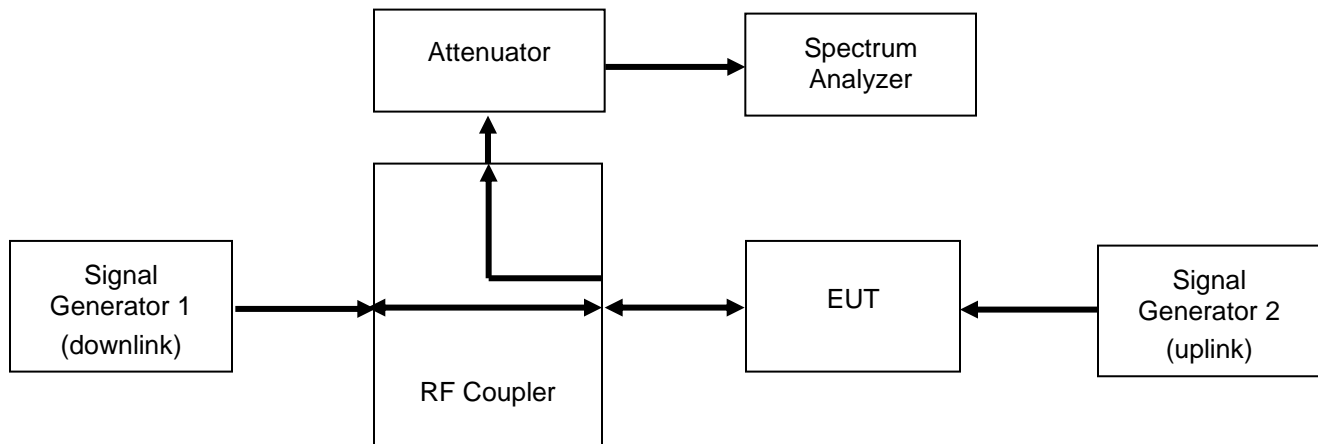 Attenuator
Spectrum
Analyzer
Signal
Generator 1
(downlink)
RF Coupler
EUT
Signal
Generator 2
(uplink)